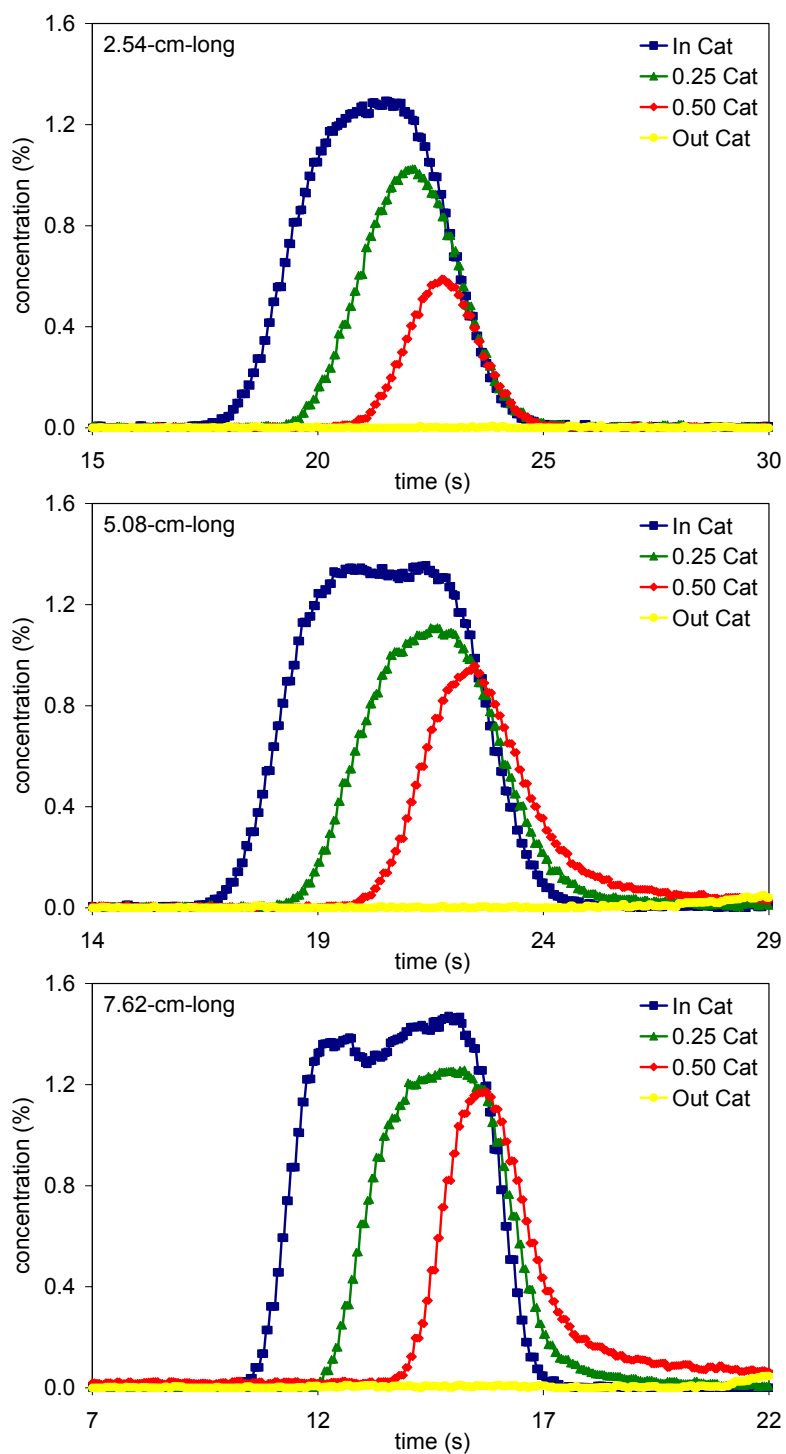 1.6
2.54-cm-long
In Cat
0.25 Cat
0.50 Cat
Out Cat
1.2
0.8
0.4
0.0
concentration (%)
15
20
25
30
time (s)
1.6
5.08-cm-long
In Cat
0.25 Cat
0.50 Cat
Out Cat
1.2
0.8
0.4
0.0
concentration (%)
14
19
24
29
time (s)
1.6
7.62-cm-long
In Cat
0.25 Cat
0.50 Cat
Out Cat
1.2
0.8
0.4
0.0
concentration (%)
7
12
17
22
time (s)